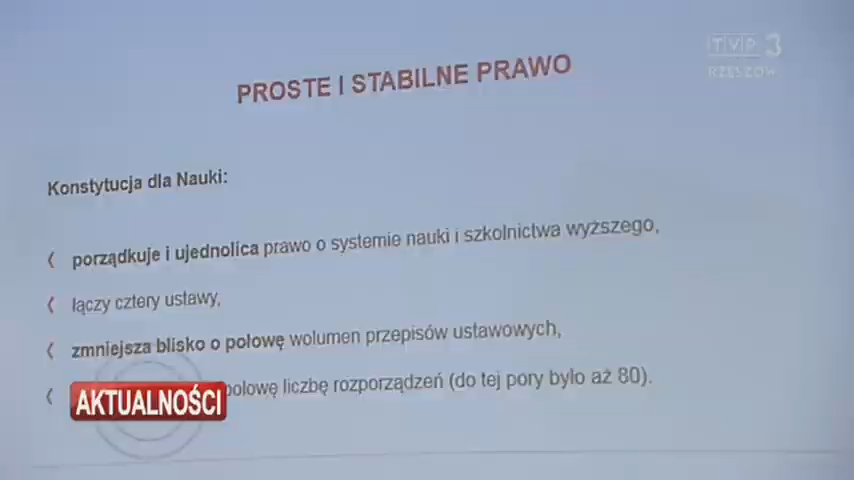 TVP 3
RZESZÓW
PROSTE I STABILNE PRAWO
Konstytucja dla Nauki:
porządkuje i ujednolica prawo o systemie nauki i szkolnictwa wyższego,
łączy cztery ustawy,
zmniejsza blisko o połowę wolumen przepisów ustawowych,
połowę liczbę rozporządzeń (do tej pory było aż 80).
AKTUALNOŚCI